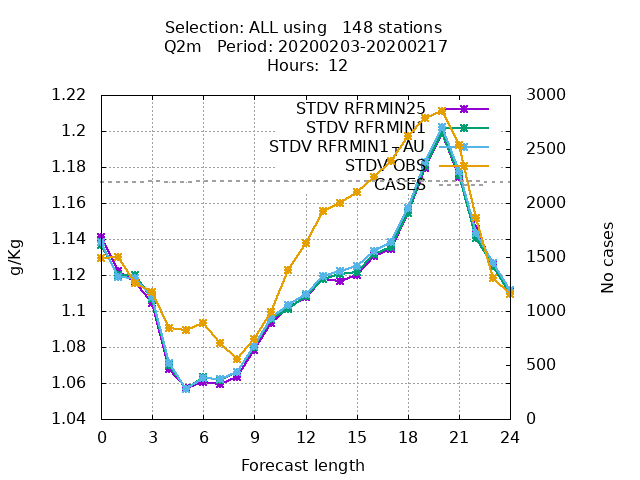 Selection: ALL using   148 stations
Q2m   Period: 20200203-20200217
Hours:  12
STDV RFRMIN25
STDV RFRMIN1
STDV RFRMIN1_AU
STDV OBS
CASES
1.22
1.2
1.18
1.16
1.14
1.12
1.1
1.08
1.06
1.04
g/Kg
3000
2500
2000
1500
1000
500
0
No cases
0 3 6 9 12 15 18 21 24
Forecast length